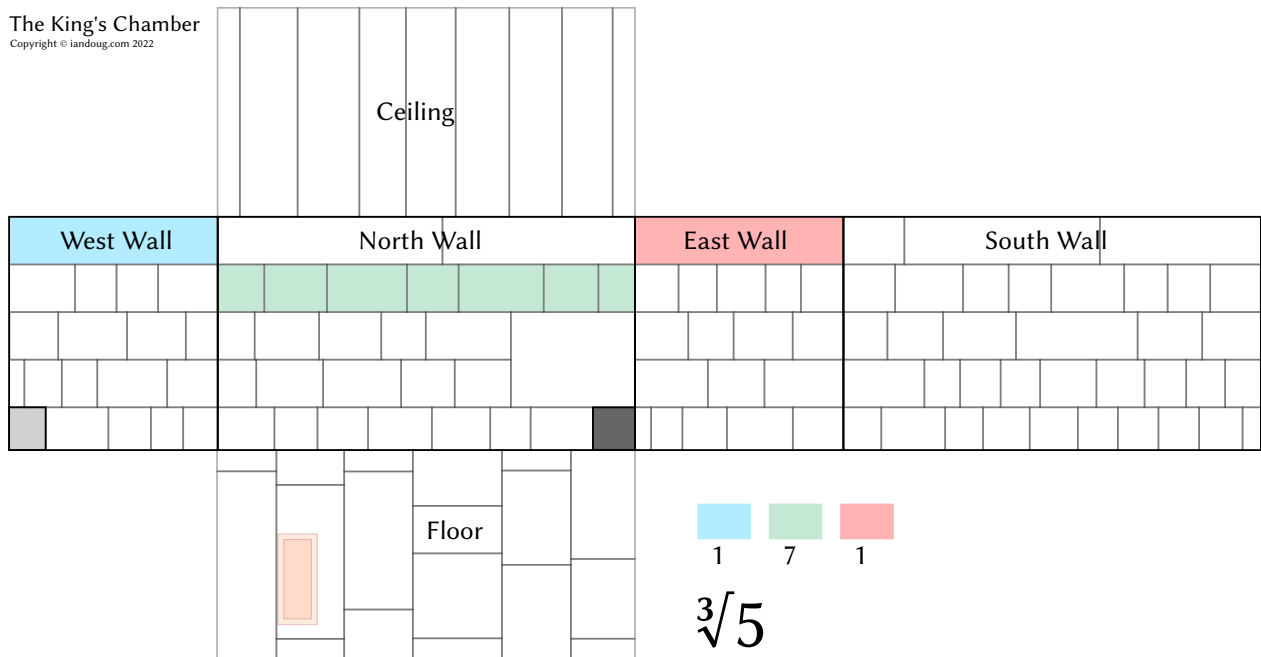 The King's Chamber
Copyright © iandoug.com 2022
Ceiling
West Wall North Wall East Wall South Wall
Floor
1 7 1
∛5